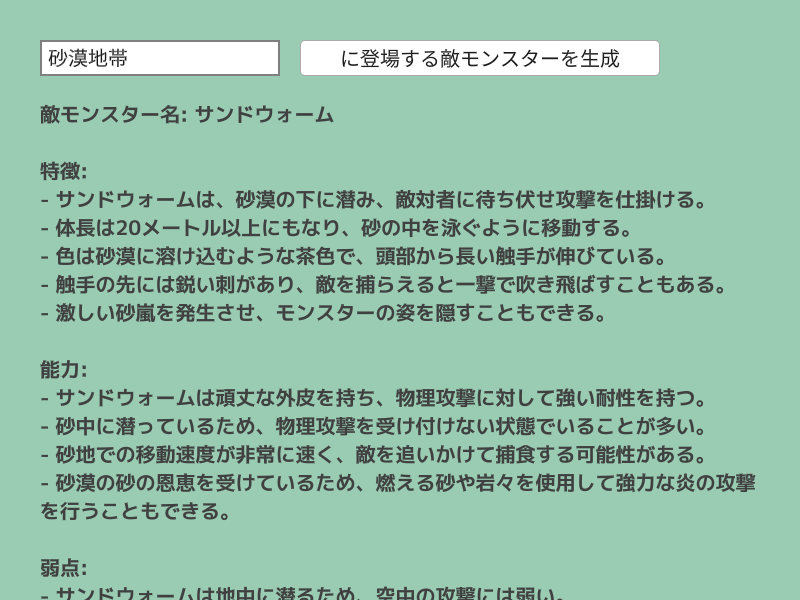 砂漠地帯
に登場する敵モンスターを生成
敵モンスター名: サンドウォーム
特徴:
- サンドウォームは、砂漠の下に潜み、敵対者に待ち伏せ攻撃を仕掛ける。
- 体長は20メートル以上にもなり、砂の中を泳ぐように移動する。
- 色は砂漠に溶け込むような茶色で、頭部から長い触手が伸びている。
- 触手の先には鋭い刺があり、敵を捕らえると一撃で吹き飛ばすこともある。
- 激しい砂嵐を発生させ、モンスターの姿を隠すこともできる。
能力:
- サンドウォームは頑丈な外皮を持ち、物理攻撃に対して強い耐性を持つ。
- 砂中に潜っているため、物理攻撃を受け付けない状態でいることが多い。
- 砂地での移動速度が非常に速く、敵を追いかけて捕食する可能性がある。
- 砂漠の砂の恩恵を受けているため、燃える砂や岩々を使用して強力な炎の攻撃
を行うこともできる。
弱点:
- サンドウォームは地中に潜るため、空中の攻撃には弱い。